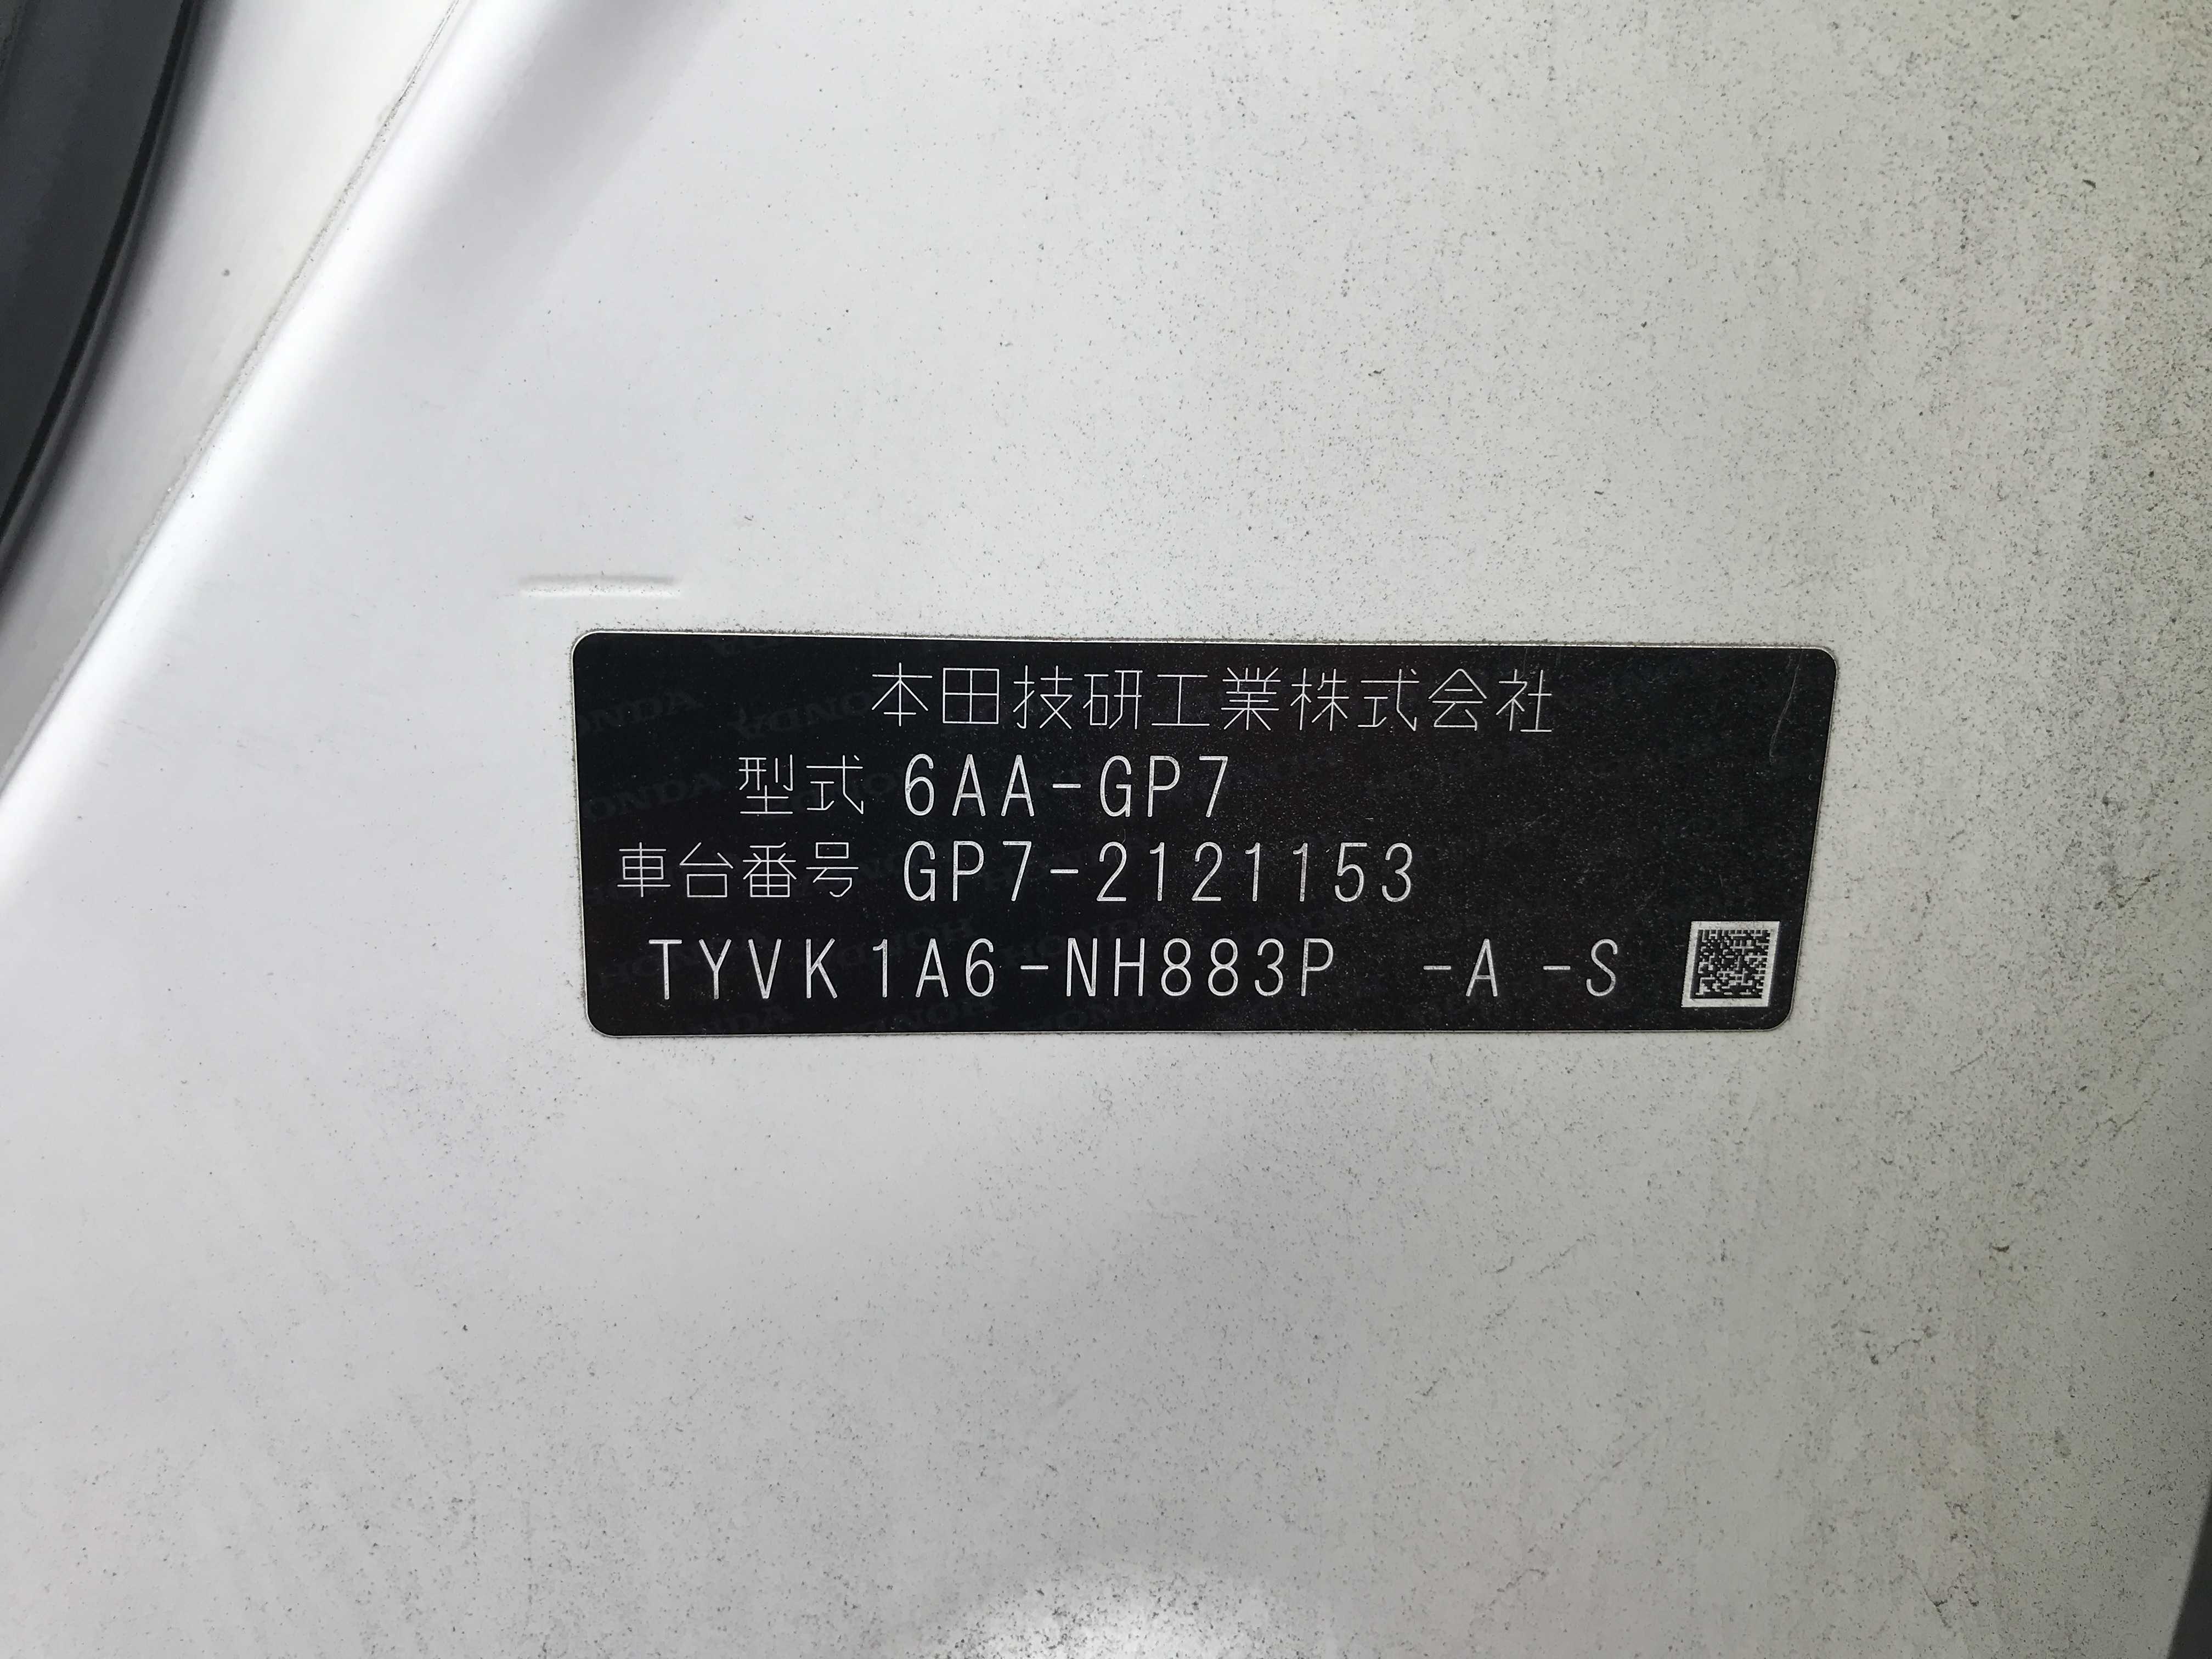 本田技研工業株式会社
型式 6AA-GP7
車台番号 GP7-2121153
TYVK1A6-NH883P -A -S